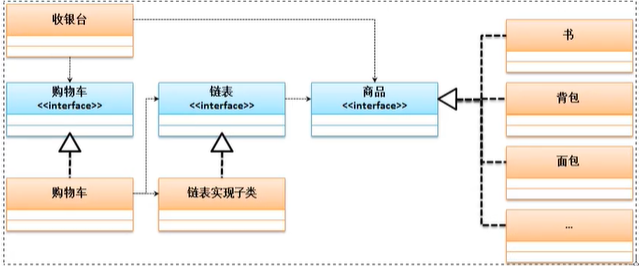 收银台
书
购物车
<<interface>>
链表
<<interface>>
商品
<<interface>>
背包
面包
购物车
链表实现子类
...